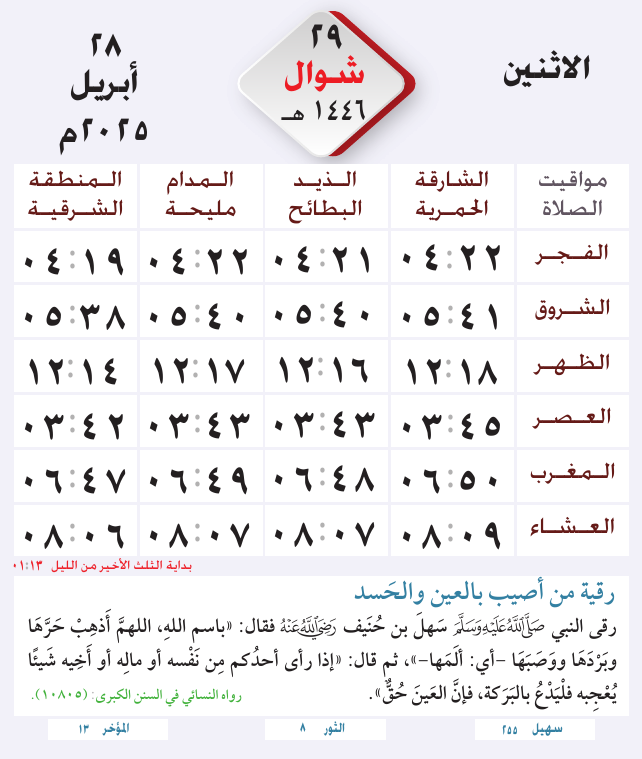 الاثنين
٢٩
شوال
١٤٤٦ هـ
٢٨
أبريل
٢٠٢٥م
مواقيت الصلاة | الشارقة الحمرية | الذيد البطائح | المدام مليحة | المنطقة الشرقية
الفجر ٠٤:٢٢ ٠٤:٢١ ٠٤:٢٢ ٠٤:١٩
الشروق ٠٥:٤١ ٠٥:٤٠ ٠٥:٤٠ ٠٥:٣٨
الظهر ١٢:١٨ ١٢:١٦ ١٢:١٧ ١٢:١٤
العصر ٠٣:٤٥ ٠٣:٤٣ ٠٣:٤٣ ٠٣:٤٢
المغرب ٠٦:٥٠ ٠٦:٤٨ ٠٦:٤٩ ٠٦:٤٧
العشاء ٠٨:٠٩ ٠٨:٠٧ ٠٨:٠٧ ٠٨:٠٦
بداية الثلث الأخير من الليل ٠١:١٣
رقية من أصيب بالعين والحَسد
رقى النبي صَلَّى اللهُ عَلَيْهِ وَسَلَّمَ سَهلَ بن حُنَيف رَضِيَ اللهُ عَنْهُ فقال: «باسم اللهِ، اللهمَّ أَذهِبْ حَرَّهَا
وبَرْدَهَا ووَصَبَهَا -أي: ألَمَها-»، ثم قال: «إذا رأى أحدُكم مِن نَفْسه أو مالِه أو أَخِيه شَيئًا
يُعْجِبه فلْيَدْعُ بالبَرَكة، فإنَّ العَينَ حُقٌّ». رواه النسائي في السنن الكبرى: (١٠٨٠٥).
سهيل ٢٥٥
الثور ٨
المؤخر ١٣